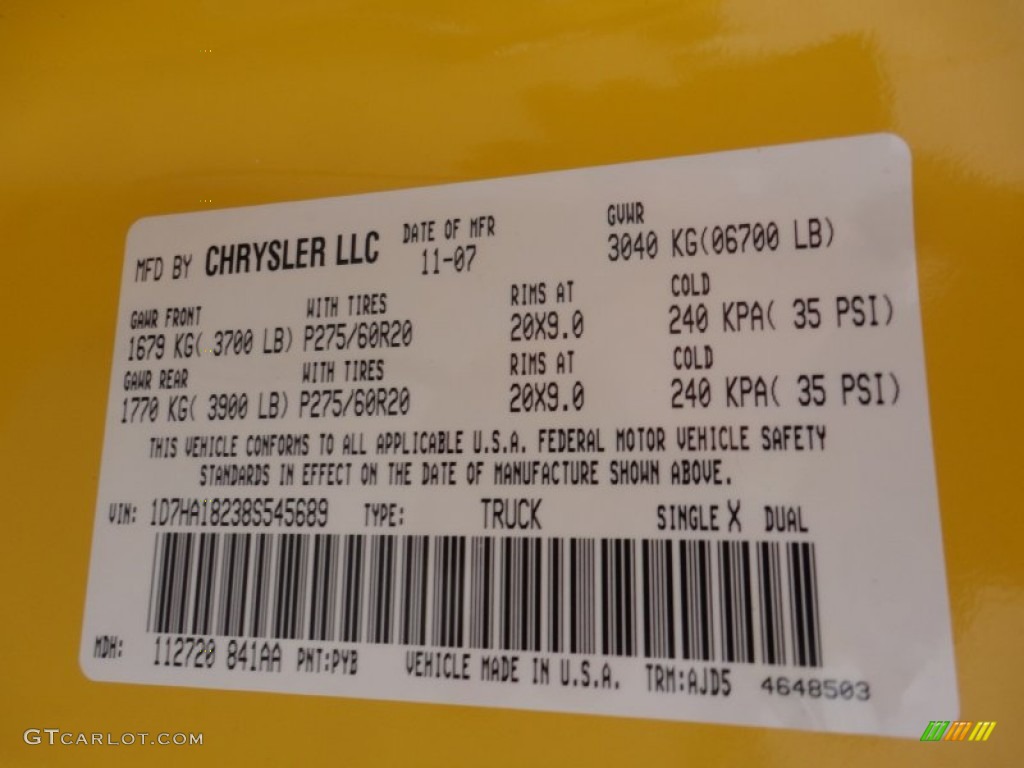 MFD BY CHRYSLER LLC DATE OF MFR 11-07 GVWR 3040 KG(06700 LB)
GAWR FRONT WITH TIRES RIMS AT COLD
1679 KG( 3700 LB) P275/60R20 20X9.0 240 KPA( 35 PSI)
GAWR REAR WITH TIRES RIMS AT COLD
1770 KG( 3900 LB) P275/60R20 20X9.0 240 KPA( 35 PSI)
THIS VEHICLE CONFORMS TO ALL APPLICABLE U.S.A. FEDERAL MOTOR VEHICLE SAFETY
STANDARDS IN EFFECT ON THE DATE OF MANUFACTURE SHOWN ABOVE.
VIN: 1D7HA18238S545689 TYPE: TRUCK SINGLE X DUAL
MDH: 112720 841AA PNT:PYB VEHICLE MADE IN U.S.A. TRM:AJD5 4648503
GTCARLOT.COM